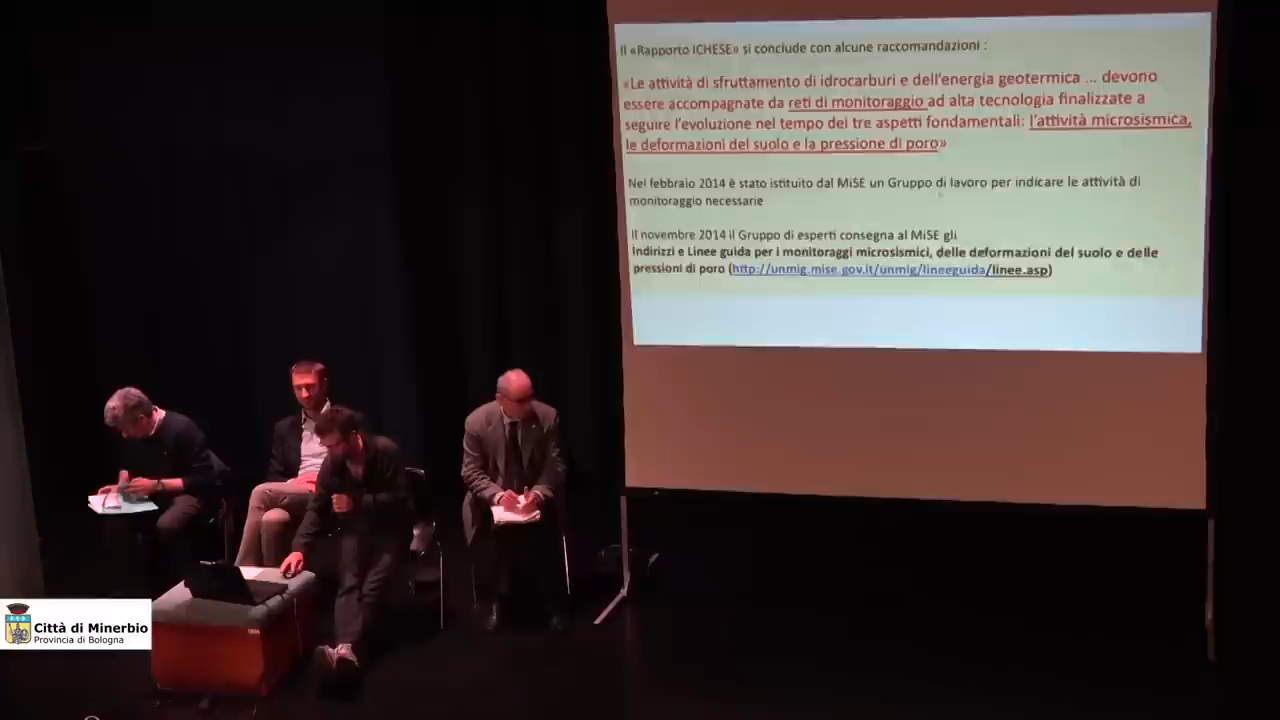 Il «Rapporto ICHESE» si conclude con alcune raccomandazioni :
«Le attività di sfruttamento di idrocarburi e dell'energia geotermica ... devono
essere accompagnate da reti di monitoraggio ad alta tecnologia finalizzate a
seguire l'evoluzione nel tempo dei tre aspetti fondamentali: l'attività microsismica,
le deformazioni del suolo e la pressione di poro»
Nel febbraio 2014 è stato istituito dal MiSE un Gruppo di lavoro per indicare le attività di
monitoraggio necessarie
Il novembre 2014 il Gruppo di esperti consegna al MiSE gli
Indirizzi e Linee guida per i monitoraggi microsismici, delle deformazioni del suolo e delle
pressioni di poro (http://unmig.mise.gov.it/unmig/lineeguida/linee.asp)
Città di Minerbio
Provincia di Bologna